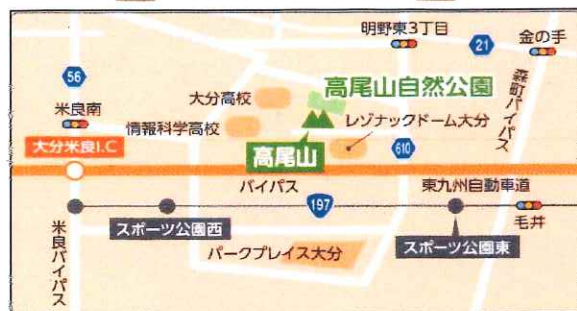 明野東3丁目
21
金の手
56
大分高校
高尾山自然公園
森町バイパス
米良南
情報科学高校
レゾナックドーム大分
大分米良I.C
高尾山
610
バイパス
東九州自動車道
197
スポーツ公園西
毛井
スポーツ公園東
米良バイパス
パークプレイス大分